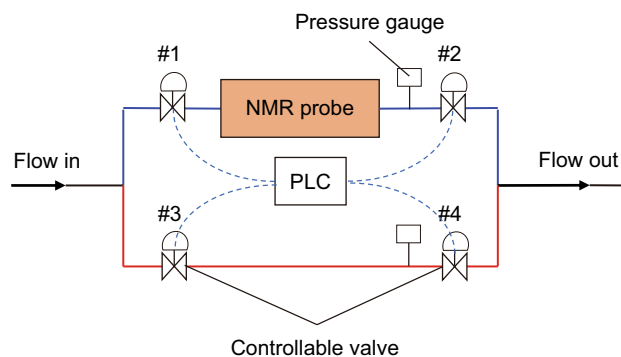 Pressure gauge
#1
#2
NMR probe
Flow in
PLC
Flow out
#3
#4
Controllable valve